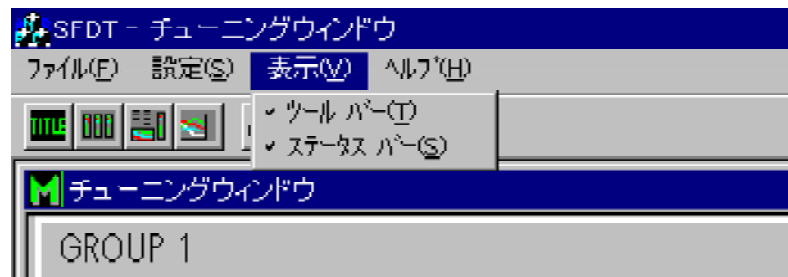 SFDT - チューニングウィンドウ
ファイル(F) 設定(S) 表示(V) ヘルプ(H)
TITLE
ツール バー(T)
ステータス バー(S)
チューニングウィンドウ
GROUP 1